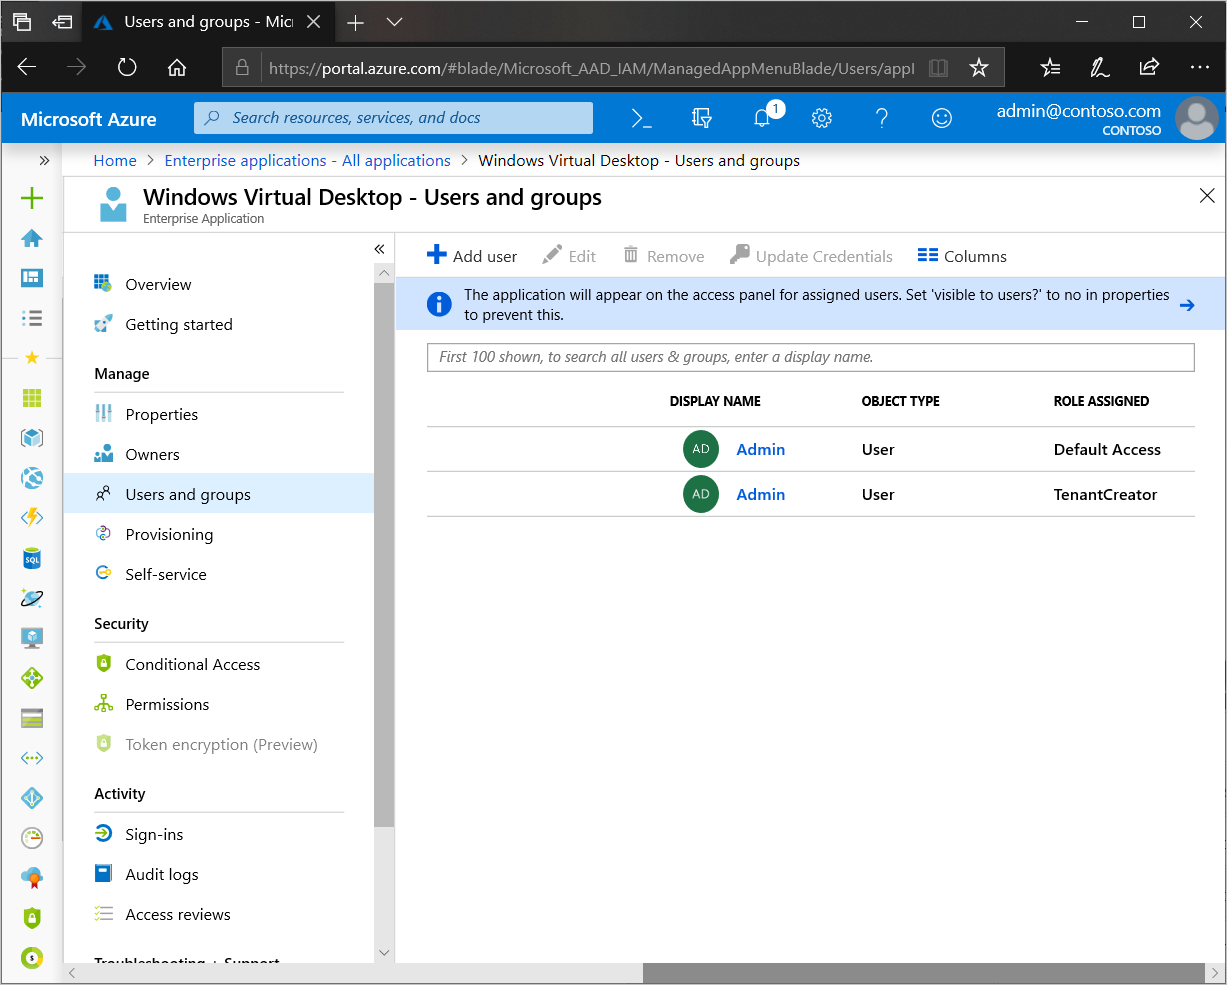 Users and groups - Micr
https://portal.azure.com/#blade/Microsoft_AAD_IAM/ManagedAppMenuBlade/Users/appI
Microsoft Azure
Search resources, services, and docs
1
admin@contoso.com
CONTOSO
Home > Enterprise applications - All applications > Windows Virtual Desktop - Users and groups
Windows Virtual Desktop - Users and groups
Enterprise Application
Overview
Getting started
Manage
Properties
Owners
Users and groups
Provisioning
Self-service
Security
Conditional Access
Permissions
Token encryption (Preview)
Activity
Sign-ins
Audit logs
Access reviews
Troubleshooting + Support
SQL
Add user
Edit
Remove
Update Credentials
Columns
The application will appear on the access panel for assigned users. Set 'visible to users?' to no in properties
to prevent this.
First 100 shown, to search all users & groups, enter a display name.
DISPLAY NAME OBJECT TYPE ROLE ASSIGNED
AD Admin User Default Access
AD Admin User TenantCreator